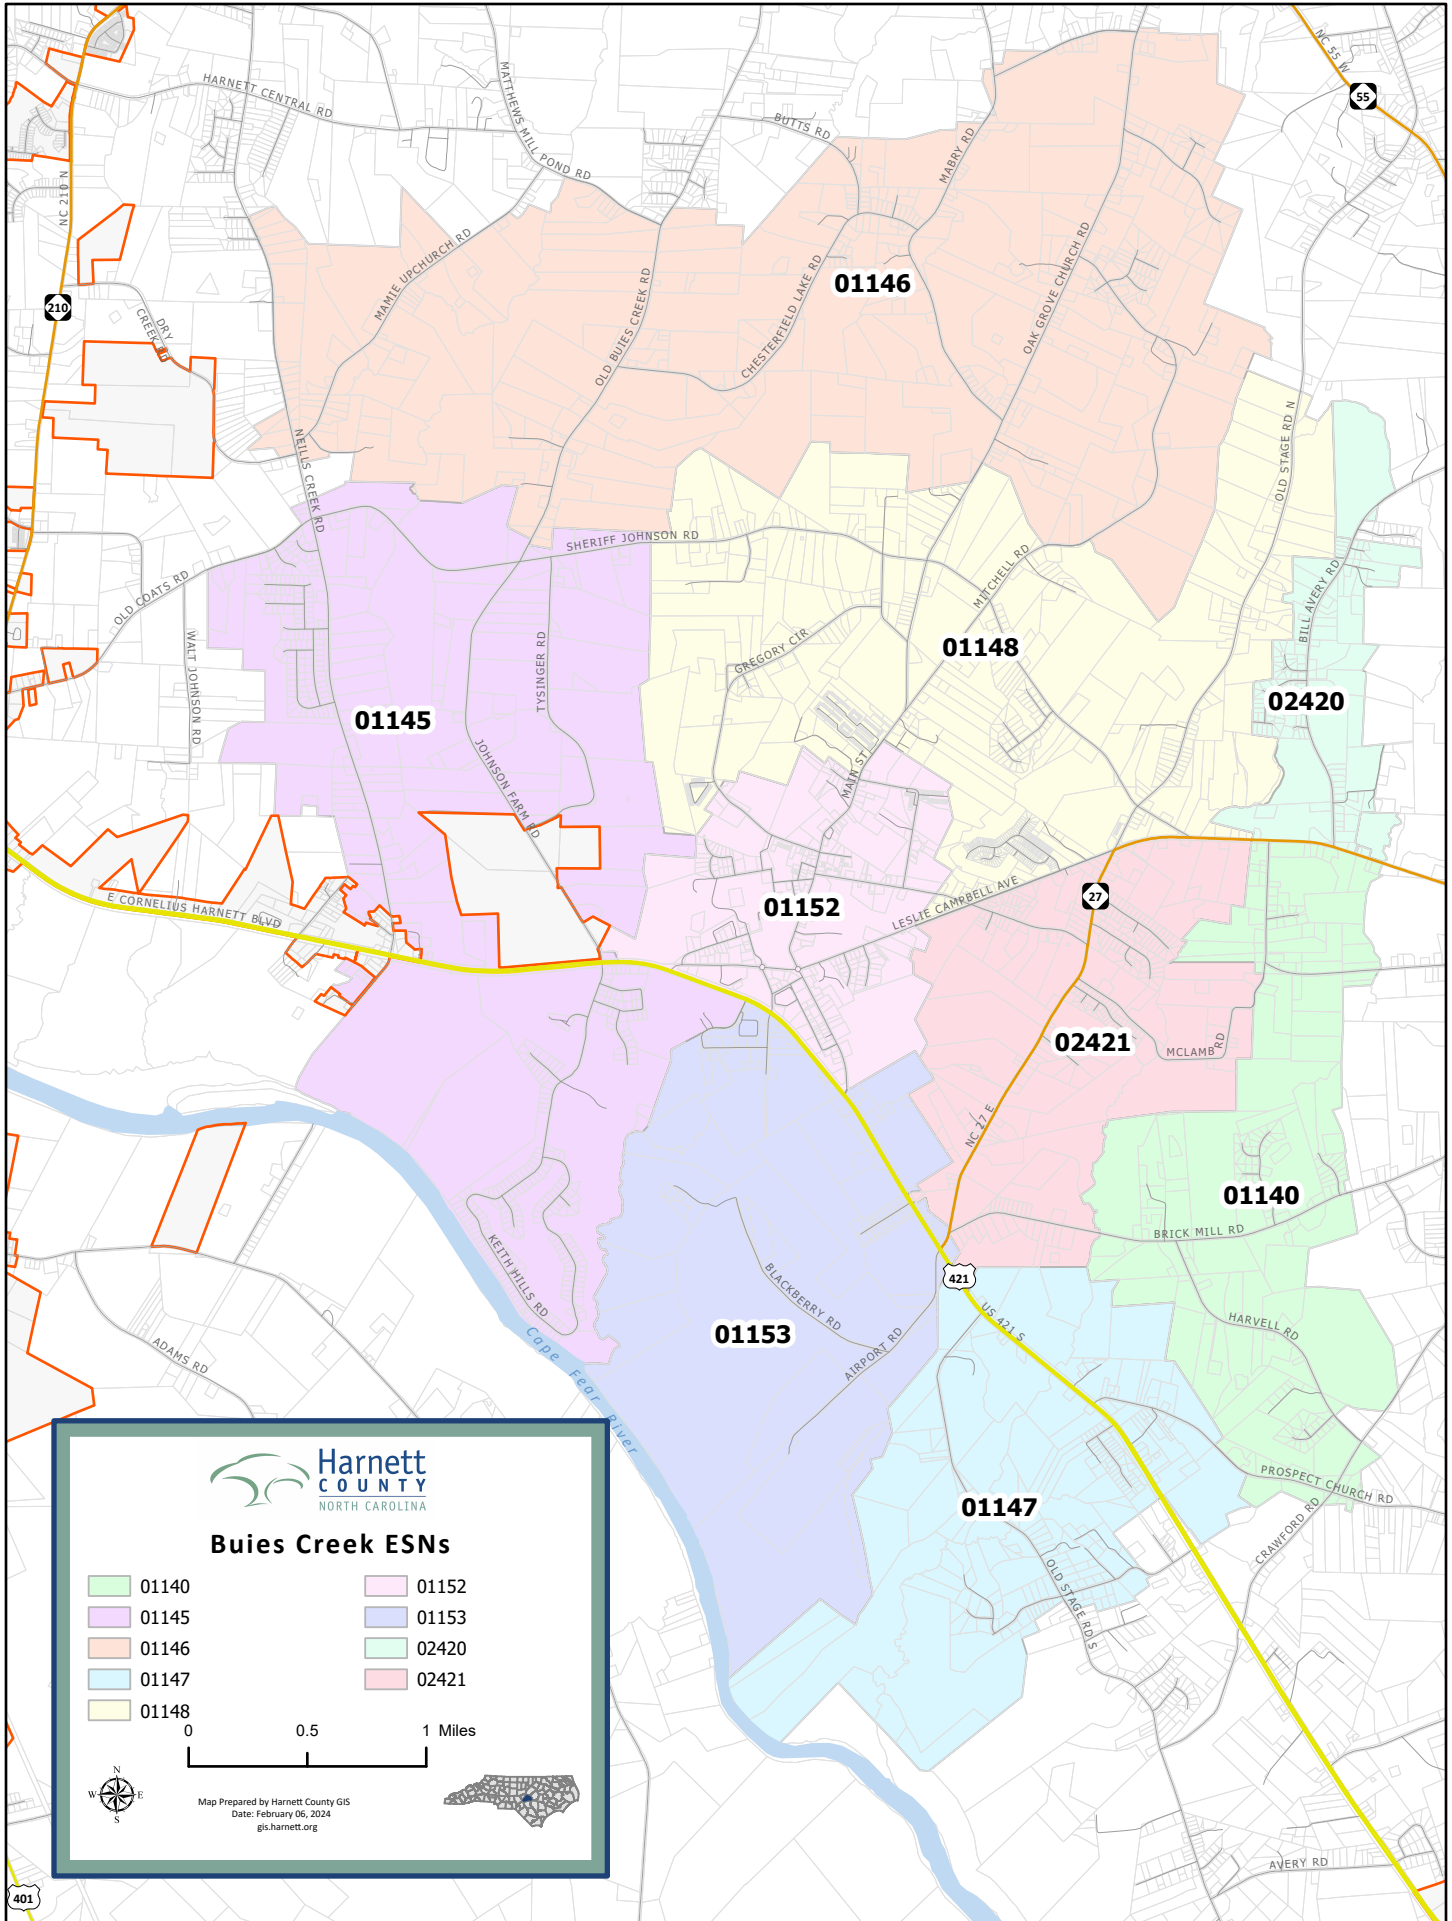 HARNETT CENTRAL RD
MATTHEWS MILL POND RD
BUTTS RD
MABRY RD
NC 55 W
55
NC 210 N
210
DRY
CREEK RD
MAMIE UPCHURCH RD
OLD BUIES CREEK RD
CHESTERFIELD LAKE RD
01146
OAK GROVE CHURCH RD
NEILLS CREEK RD
OLD STAGE RD N
SHERIFF JOHNSON RD
MITCHELL RD
BILL AVERY RD
OLD COATS RD
WALT JOHNSON RD
TYSINGER RD
GREGORY CIR
01148
02420
01145
JOHNSON FARM RD
MAIN ST
E CORNELIUS HARNETT BLVD
01152
LESLIE CAMPBELL AVE
27
02421
MCLAMB RD
NC 27 E
01140
BRICK MILL RD
KEITH HILLS RD
BLACKBERRY RD
421
US 421 S
HARVELL RD
01153
AIRPORT RD
ADAMS RD
Cape Fear River
PROSPECT CHURCH RD
01147
CRAWFORD RD
OLD STAGE RD S
AVERY RD
401
Harnett
COUNTY
NORTH CAROLINA
Buies Creek ESNs
01140
01145
01146
01147
01148
01152
01153
02420
02421
0 0.5 1 Miles
N
W E
S
Map Prepared by Harnett County GIS
Date: February 06, 2024
gis.harnett.org